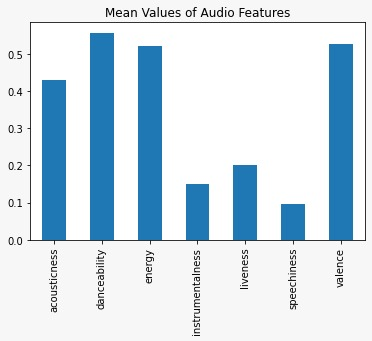 Mean Values of Audio Features
0.5
0.4
0.3
0.2
0.1
0.0
acousticness
danceability
energy
instrumentalness
liveness
speechiness
valence